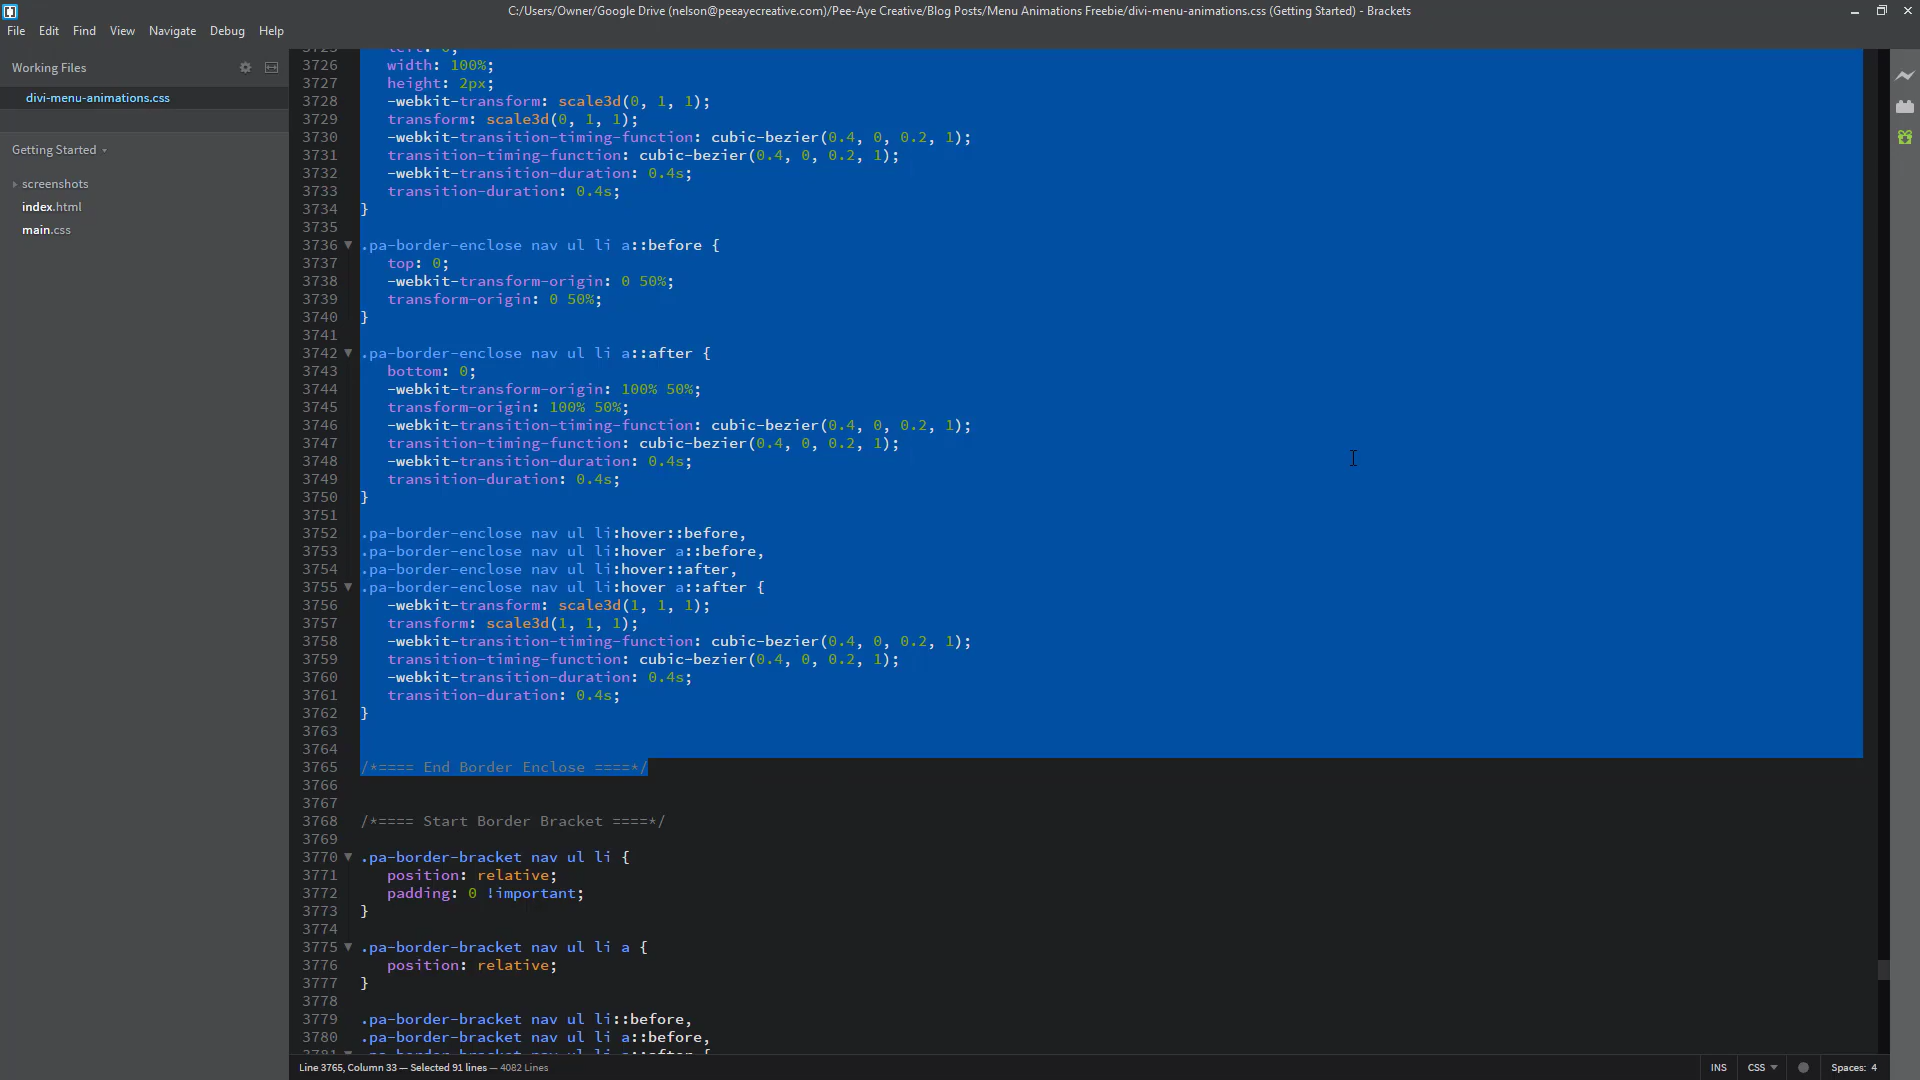 C:/Users/Owner/Google Drive (nelson@peeayecreative.com)/Pee-Aye Creative/Blog Posts/Menu Animations Freebie/divi-menu-animations.css (Getting Started) - Brackets
File Edit Find View Navigate Debug Help
Working Files
divi-menu-animations.css
Getting Started
screenshots
index.html
main.css
3725 left: 0;
3726 width: 100%;
3727 height: 2px;
3728 -webkit-transform: scale3d(0, 1, 1);
3729 transform: scale3d(0, 1, 1);
3730 -webkit-transition-timing-function: cubic-bezier(0.4, 0, 0.2, 1);
3731 transition-timing-function: cubic-bezier(0.4, 0, 0.2, 1);
3732 -webkit-transition-duration: 0.4s;
3733 transition-duration: 0.4s;
3734 }
3735
3736 .pa-border-enclose nav ul li a::before {
3737 top: 0;
3738 -webkit-transform-origin: 0 50%;
3739 transform-origin: 0 50%;
3740 }
3741
3742 .pa-border-enclose nav ul li a::after {
3743 bottom: 0;
3744 -webkit-transform-origin: 100% 50%;
3745 transform-origin: 100% 50%;
3746 -webkit-transition-timing-function: cubic-bezier(0.4, 0, 0.2, 1);
3747 transition-timing-function: cubic-bezier(0.4, 0, 0.2, 1);
3748 -webkit-transition-duration: 0.4s;
3749 transition-duration: 0.4s;
3750 }
3751
3752 .pa-border-enclose nav ul li:hover::before,
3753 .pa-border-enclose nav ul li:hover a::before,
3754 .pa-border-enclose nav ul li:hover::after,
3755 .pa-border-enclose nav ul li:hover a::after {
3756 -webkit-transform: scale3d(1, 1, 1);
3757 transform: scale3d(1, 1, 1);
3758 -webkit-transition-timing-function: cubic-bezier(0.4, 0, 0.2, 1);
3759 transition-timing-function: cubic-bezier(0.4, 0, 0.2, 1);
3760 -webkit-transition-duration: 0.4s;
3761 transition-duration: 0.4s;
3762 }
3763
3764
3765 /*==== End Border Enclose ====*/
3766
3767
3768 /*==== Start Border Bracket ====*/
3769
3770 .pa-border-bracket nav ul li {
3771 position: relative;
3772 padding: 0 !important;
3773 }
3774
3775 .pa-border-bracket nav ul li a {
3776 position: relative;
3777 }
3778
3779 .pa-border-bracket nav ul li::before,
3780 .pa-border-bracket nav ul li a::before,
3781 .pa-border-bracket nav ul li a::after {
Line 3765, Column 33 — Selected 91 lines — 4082 Lines
INS CSS Spaces: 4